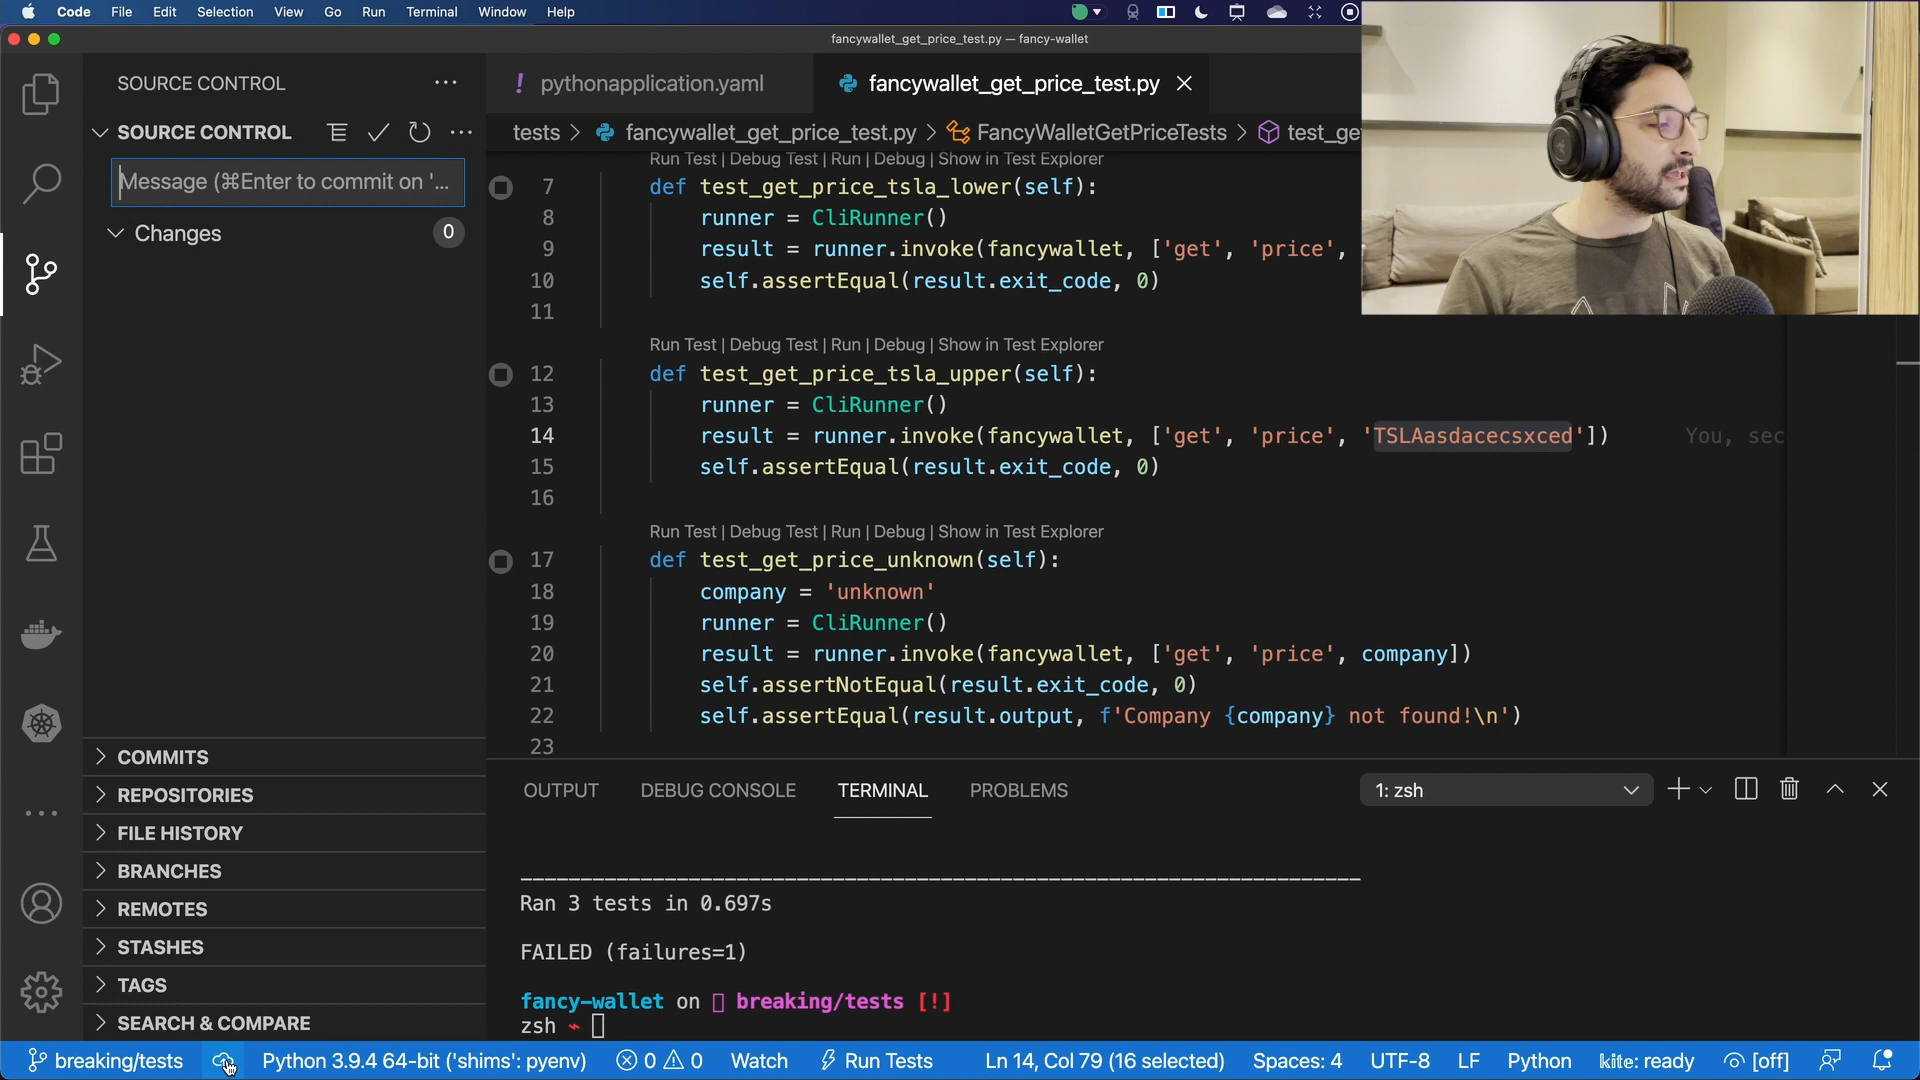 Code File Edit Selection View Go Run Terminal Window Help
fancywallet_get_price_test.py — fancy-wallet
SOURCE CONTROL
! pythonapplication.yaml
fancywallet_get_price_test.py
SOURCE CONTROL
tests > fancywallet_get_price_test.py > FancyWalletGetPriceTests > test_ge
Message (⌘Enter to commit on '...
Changes 0
Run Test | Debug Test | Run | Debug | Show in Test Explorer
7 def test_get_price_tsla_lower(self):
8 runner = CliRunner()
9 result = runner.invoke(fancywallet, ['get', 'price',
10 self.assertEqual(result.exit_code, 0)
11
Run Test | Debug Test | Run | Debug | Show in Test Explorer
12 def test_get_price_tsla_upper(self):
13 runner = CliRunner()
14 result = runner.invoke(fancywallet, ['get', 'price', 'TSLAasdacecsxced']) You, sec
15 self.assertEqual(result.exit_code, 0)
16
Run Test | Debug Test | Run | Debug | Show in Test Explorer
17 def test_get_price_unknown(self):
18 company = 'unknown'
19 runner = CliRunner()
20 result = runner.invoke(fancywallet, ['get', 'price', company])
21 self.assertNotEqual(result.exit_code, 0)
22 self.assertEqual(result.output, f'Company {company} not found!\n')
23
COMMITS
REPOSITORIES
FILE HISTORY
BRANCHES
REMOTES
STASHES
TAGS
SEARCH & COMPARE
OUTPUT DEBUG CONSOLE TERMINAL PROBLEMS 1: zsh
Ran 3 tests in 0.697s
FAILED (failures=1)
fancy-wallet on breaking/tests [!]
zsh
breaking/tests Python 3.9.4 64-bit ('shims': pyenv) 0 0 Watch Run Tests Ln 14, Col 79 (16 selected) Spaces: 4 UTF-8 LF Python kite: ready [off]